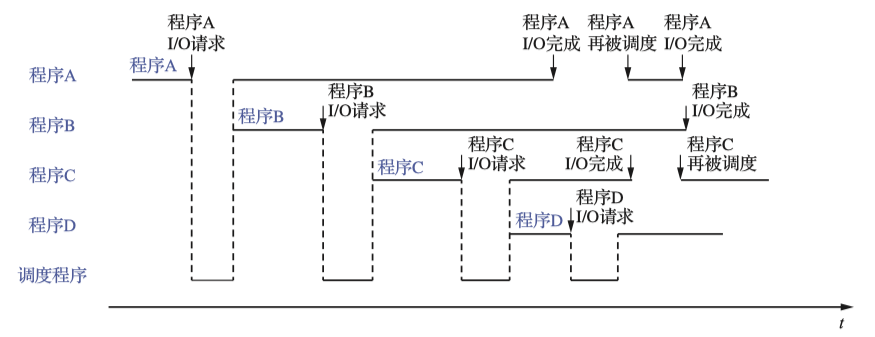 程序A
I/O请求
程序A
I/O完成
程序A
再被调度
程序A
I/O完成
程序A
程序A
程序B
程序B
I/O请求
程序B
I/O完成
程序B
程序C
程序C
I/O请求
程序C
I/O完成
程序C
再被调度
程序C
程序D
程序D
I/O请求
程序D
调度程序
t